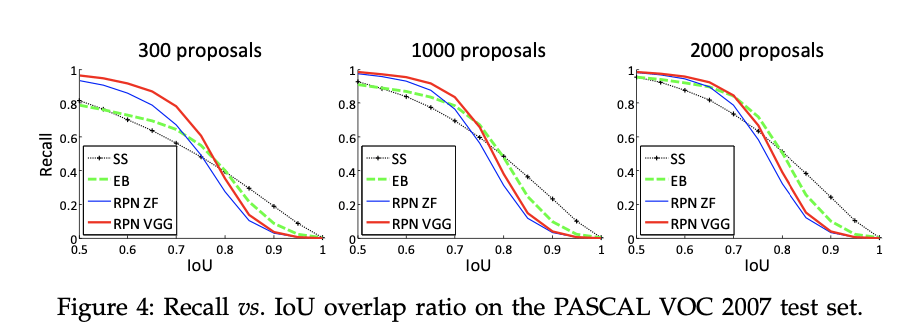 300 proposals
1000 proposals
2000 proposals
Recall
1
0.8
0.6
0.4
0.2
0
SS
EB
RPN ZF
RPN VGG
0.5 0.6 0.7 0.8 0.9 1
IoU
1
0.8
0.6
0.4
0.2
0
SS
EB
RPN ZF
RPN VGG
0.5 0.6 0.7 0.8 0.9 1
IoU
1
0.8
0.6
0.4
0.2
0
SS
EB
RPN ZF
RPN VGG
0.5 0.6 0.7 0.8 0.9 1
IoU
Figure 4: Recall vs. IoU overlap ratio on the PASCAL VOC 2007 test set.